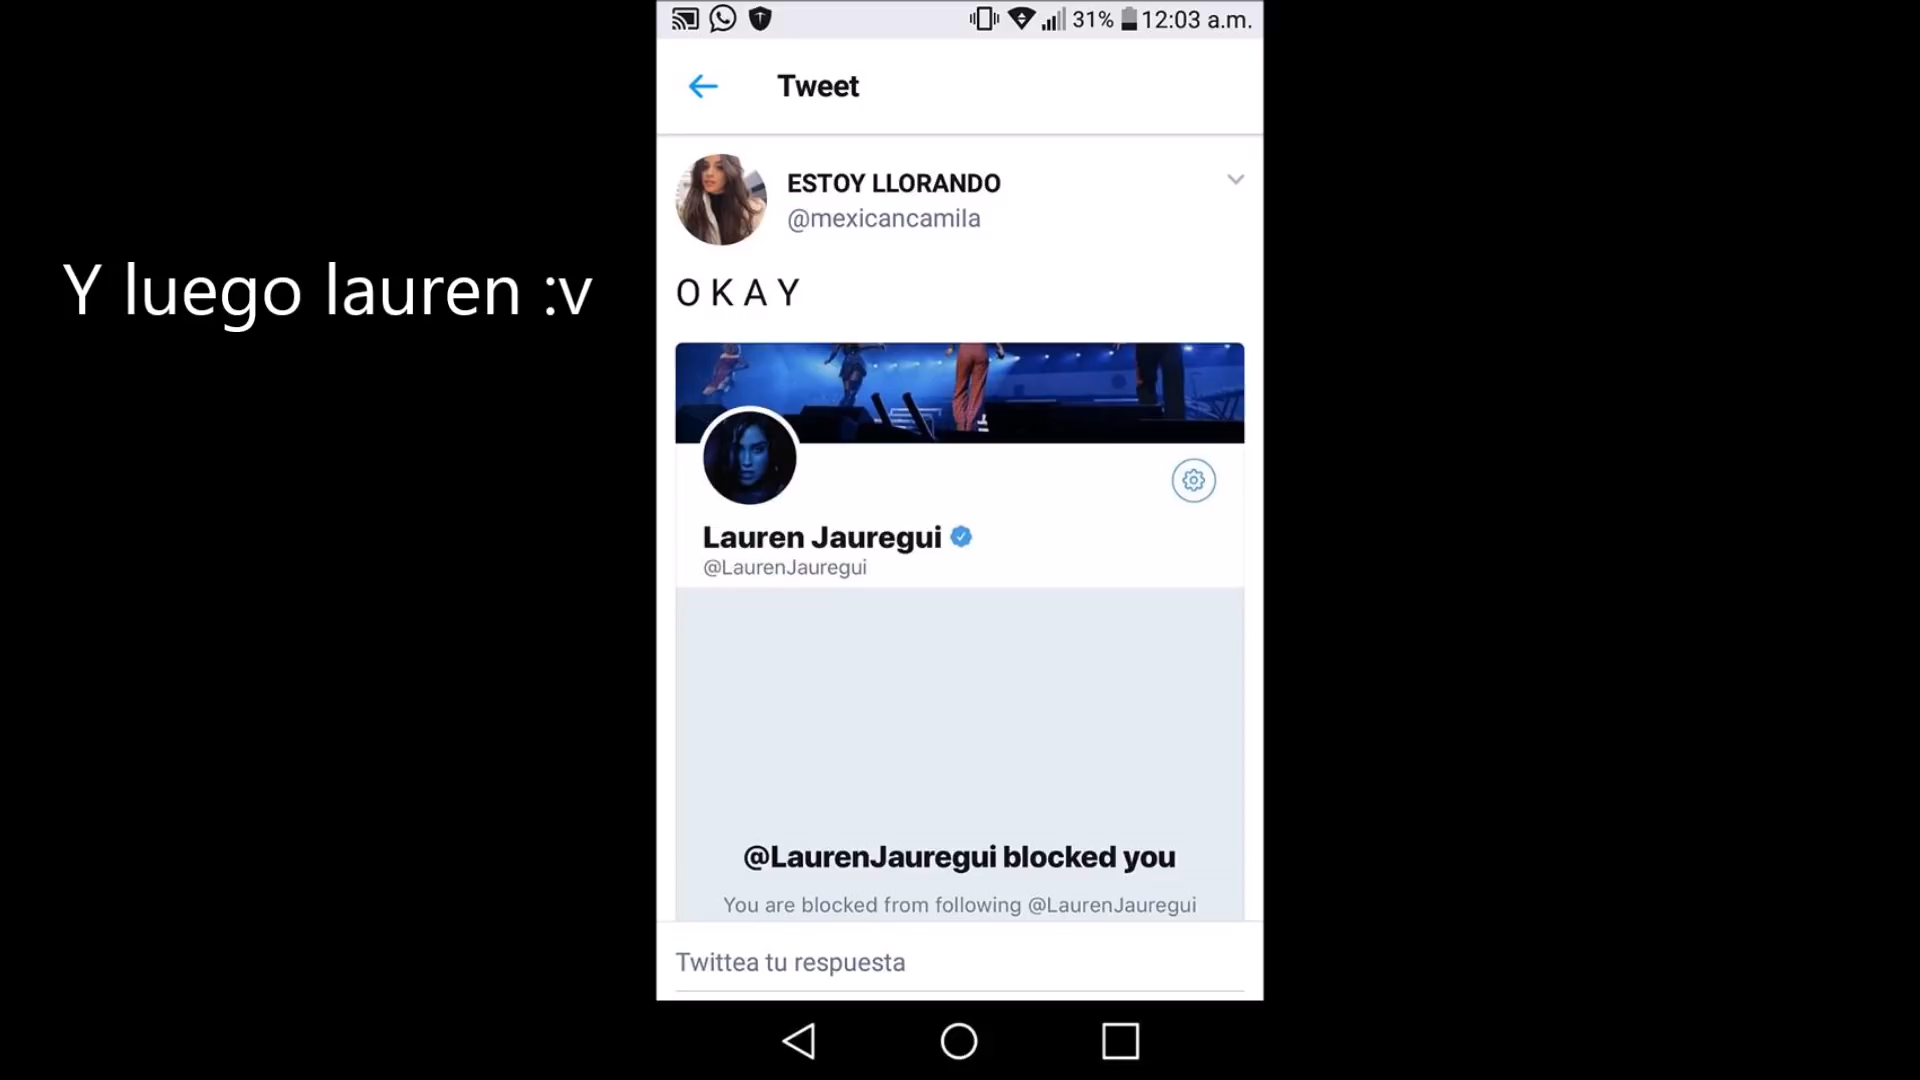 31% 12:03 a.m.
Tweet
ESTOY LLORANDO
@mexicancamila
O K A Y
Y luego lauren :v
Lauren Jauregui
@LaurenJauregui
@LaurenJauregui blocked you
You are blocked from following @LaurenJauregui
Twittea tu respuesta